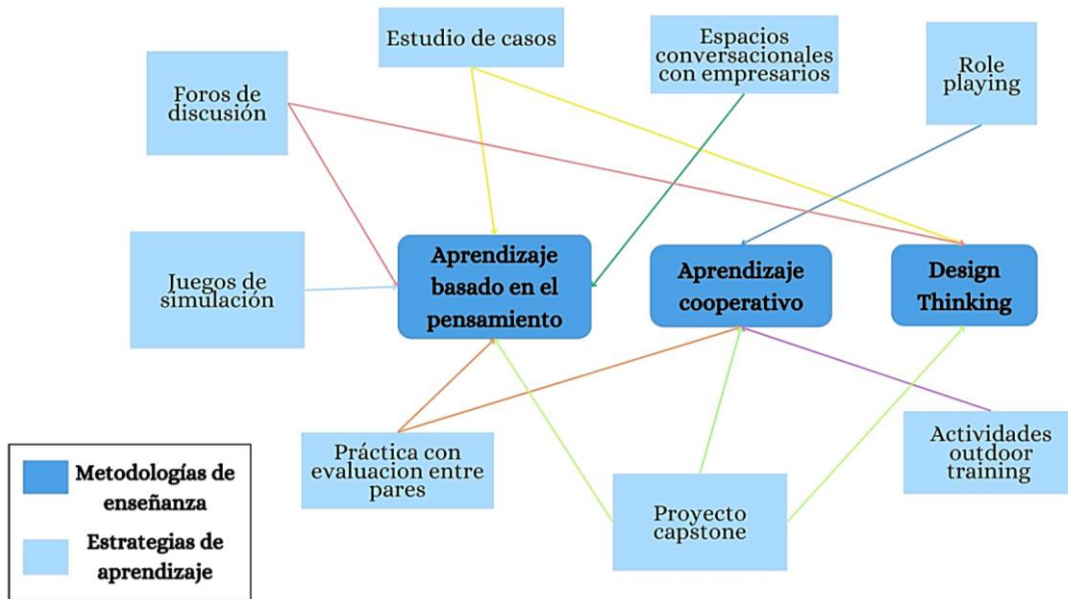 Estudio de casos
Espacios
conversacionales
con empresarios
Role
playing
Foros de
discusión
Juegos de
simulación
Aprendizaje
basado en el
pensamiento
Aprendizaje
cooperativo
Design
Thinking
Práctica con
evaluacion entre
pares
Proyecto
capstone
Actividades
outdoor
training
Metodologías de
enseñanza
Estrategias de
aprendizaje